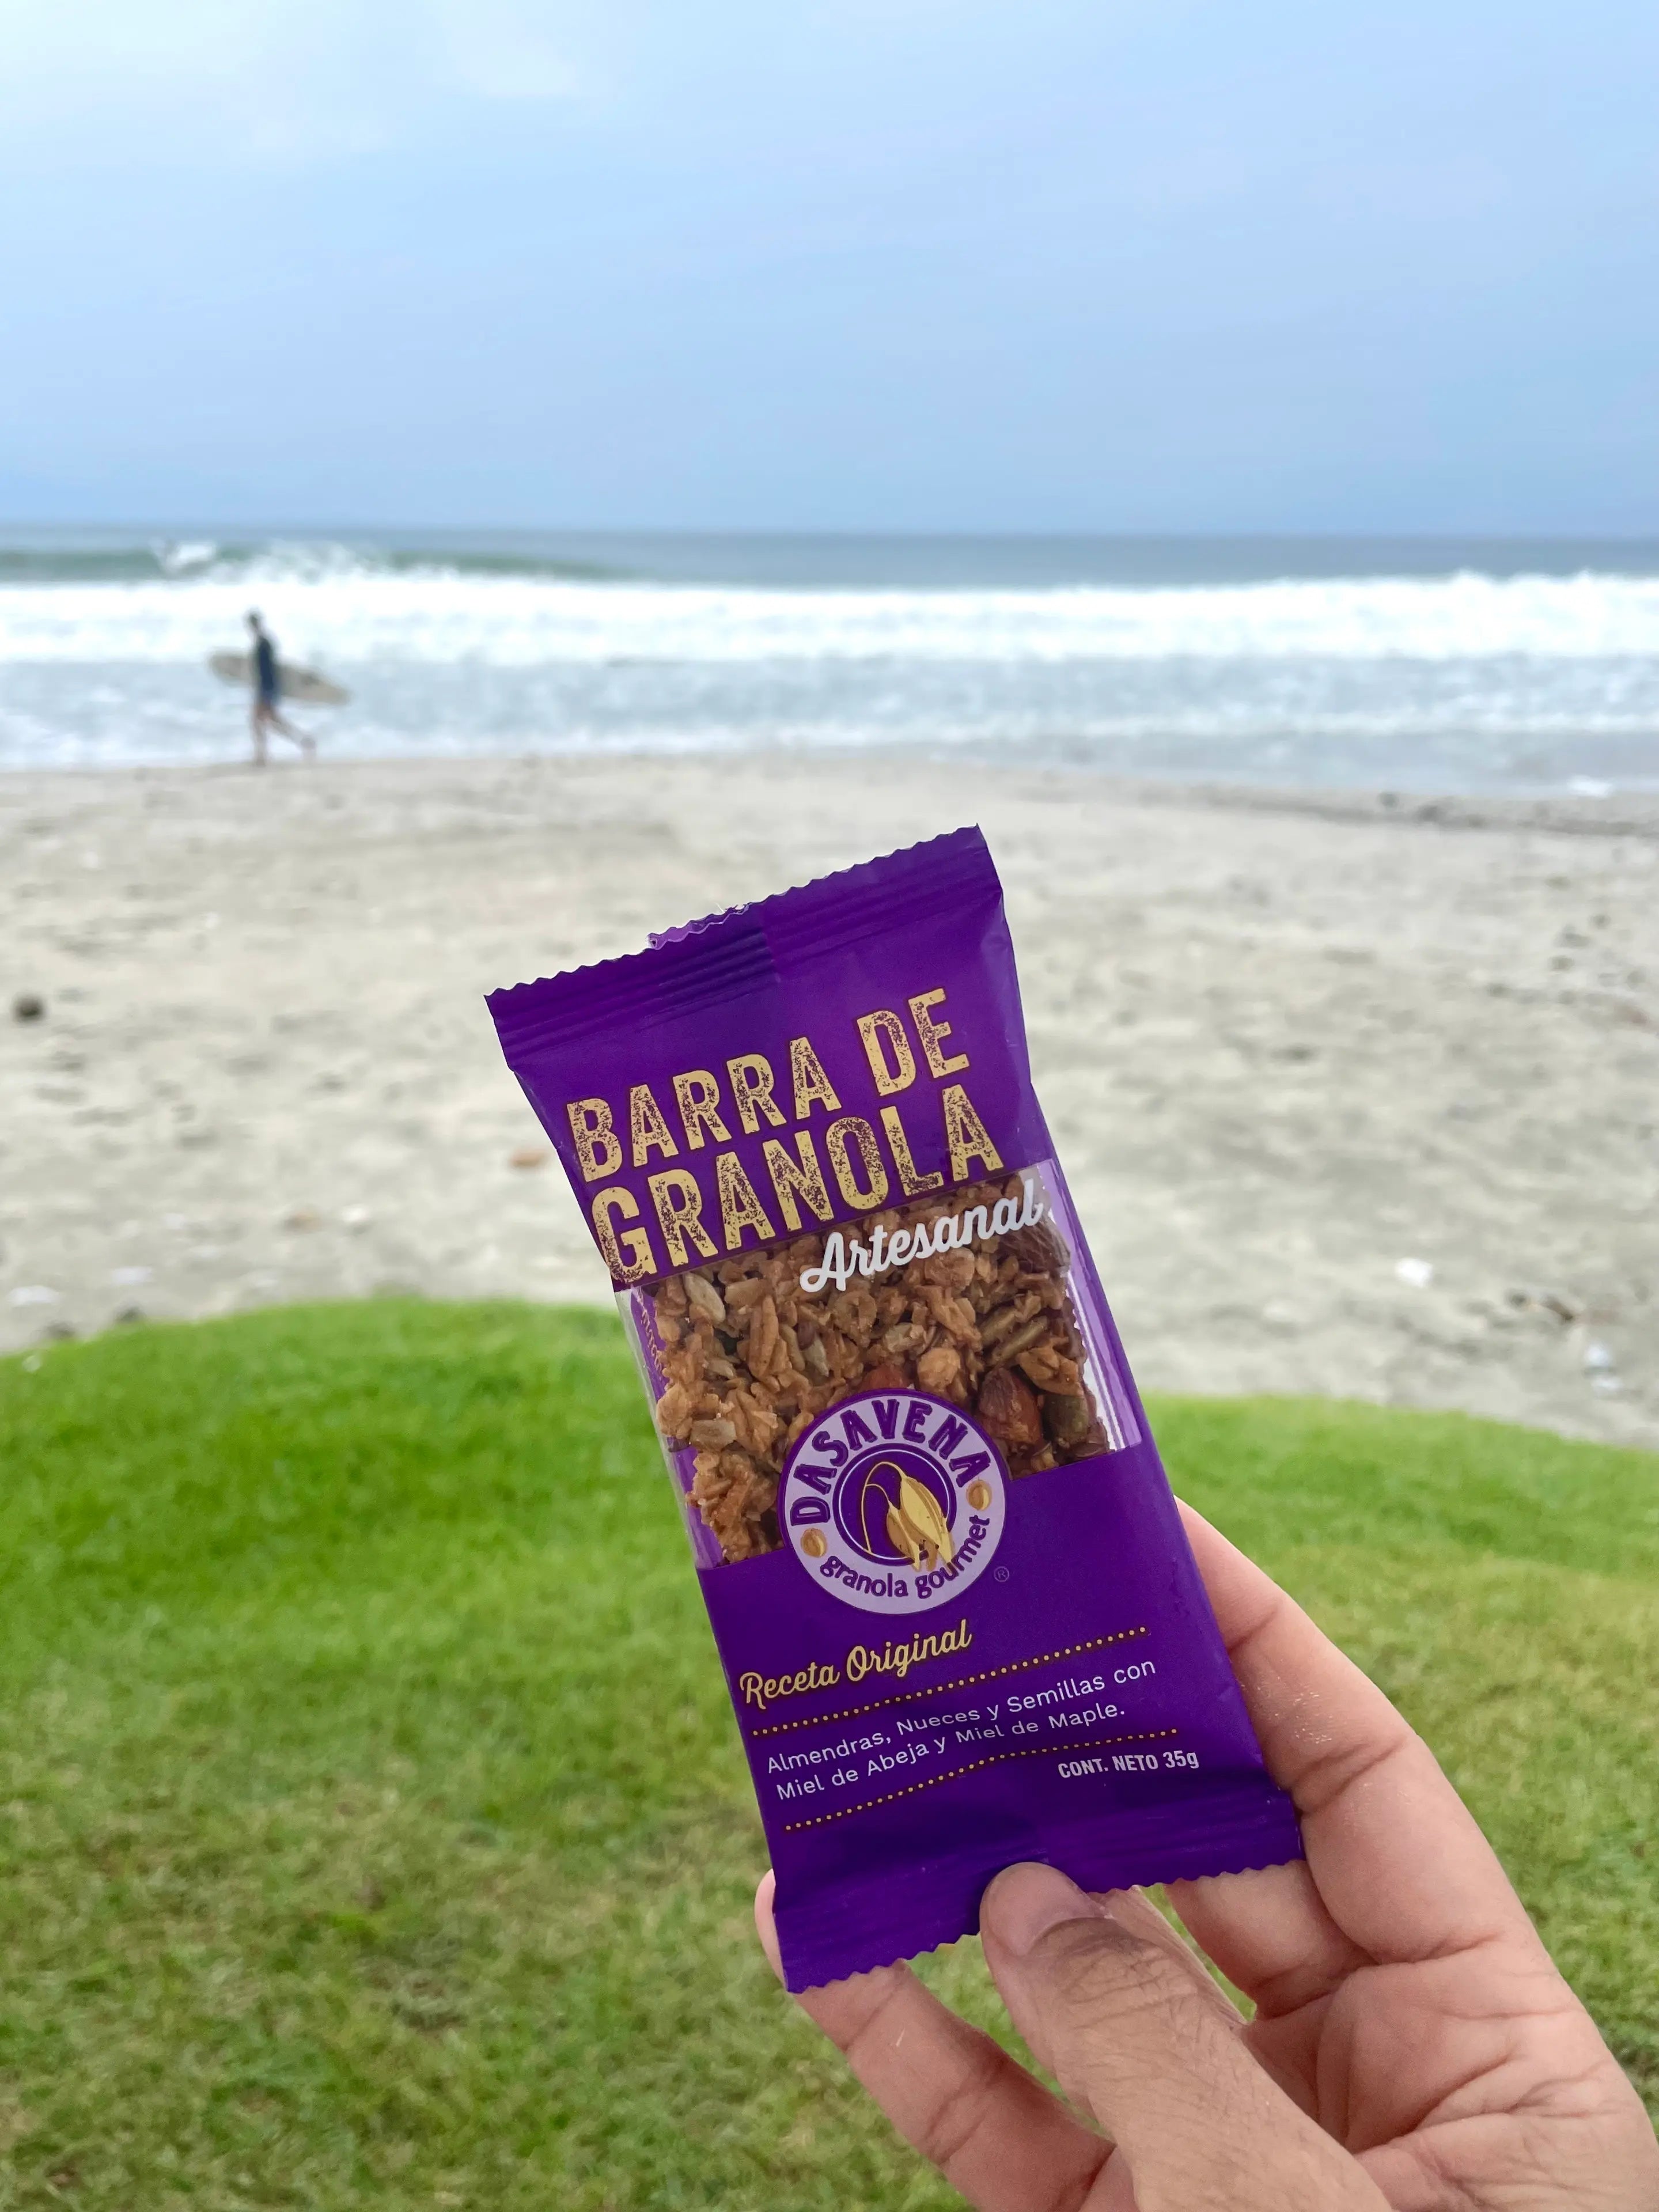 BARRA DE
GRANOLA
Artesanal
DASAVENA
granola gourmet
®
Receta Original
Almendras, Nueces y Semillas con
Miel de Abeja y Miel de Maple.
CONT. NETO 35g